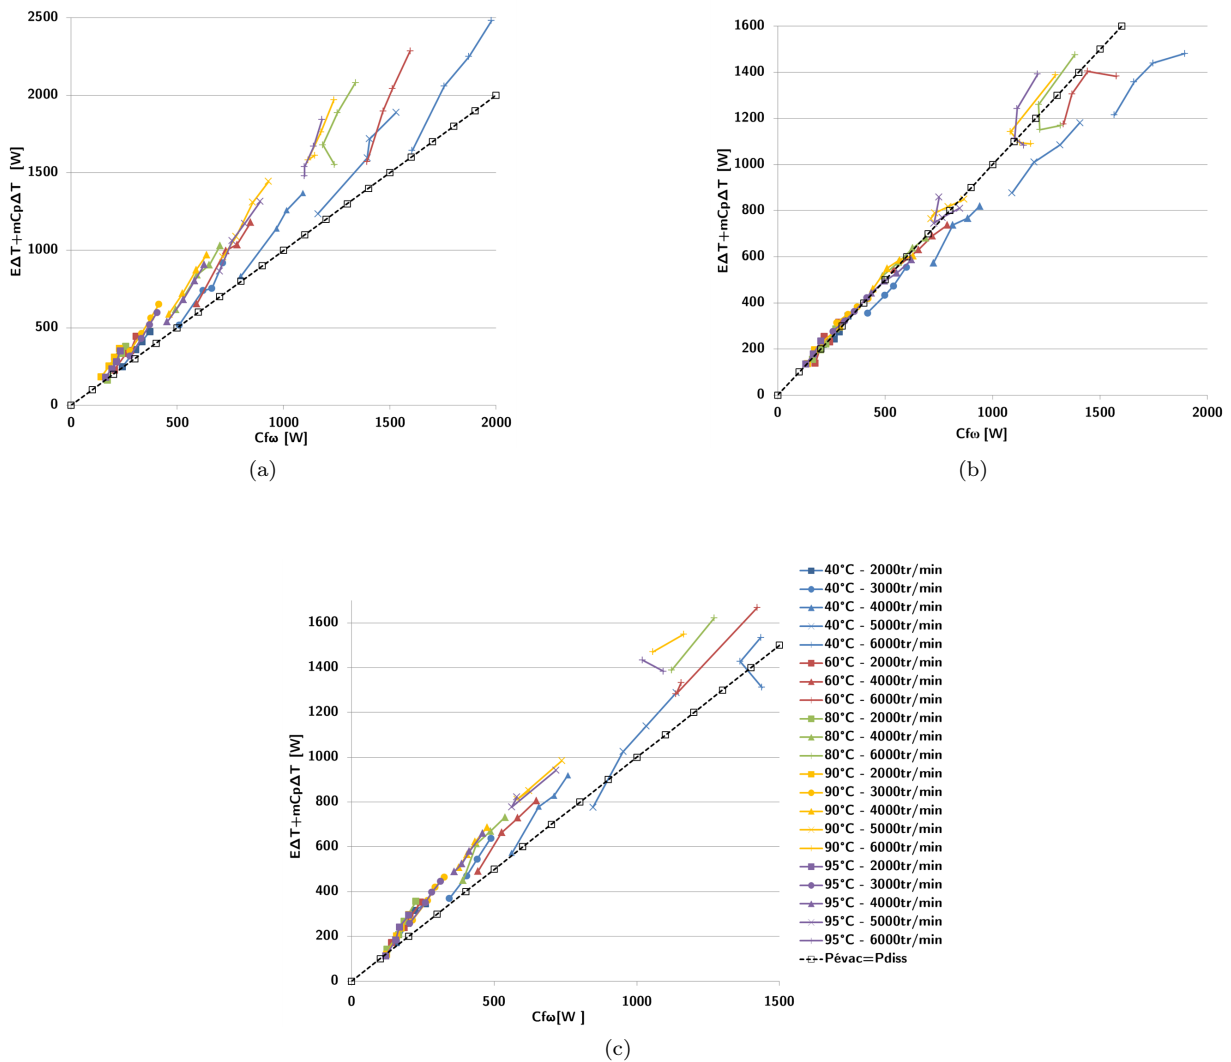 2500
2000
1500
1000
500
0
0
500
1000
1500
2000
EΔT+mCpΔT [W]
Cfω [W]
(a)
1600
1400
1200
1000
800
600
400
200
0
0
500
1000
1500
2000
EΔT+mCpΔT [W]
Cfω [W]
(b)
1600
1400
1200
1000
800
600
400
200
0
0
500
1000
1500
EΔT+mCpΔT [W]
Cfω[W ]
(c)
40°C - 2000tr/min
40°C - 3000tr/min
40°C - 4000tr/min
40°C - 5000tr/min
40°C - 6000tr/min
60°C - 2000tr/min
60°C - 4000tr/min
60°C - 6000tr/min
80°C - 2000tr/min
80°C - 4000tr/min
80°C - 6000tr/min
90°C - 2000tr/min
90°C - 3000tr/min
90°C - 4000tr/min
90°C - 5000tr/min
90°C - 6000tr/min
95°C - 2000tr/min
95°C - 3000tr/min
95°C - 4000tr/min
95°C - 5000tr/min
95°C - 6000tr/min
Pévac=Pdiss